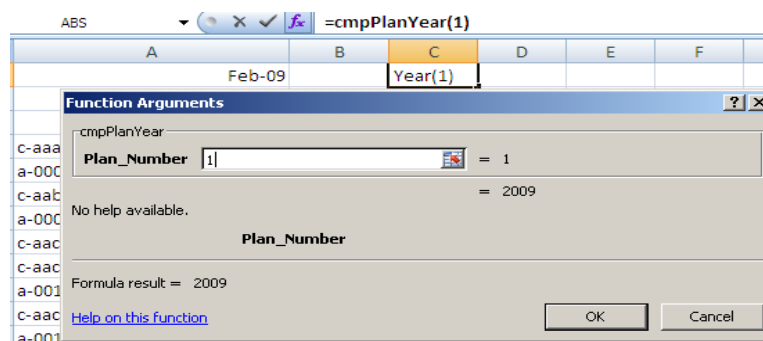 ABS =cmpPlanYear(1)
A B C D E F
Feb-09 Year(1)
Function Arguments
cmpPlanYear
Plan_Number 1 = 1
= 2009
No help available.
Plan_Number
Formula result = 2009
Help on this function OK Cancel
c-aaa
a-000
c-aab
a-000
c-aac
c-aac
a-001
c-aac
a-001